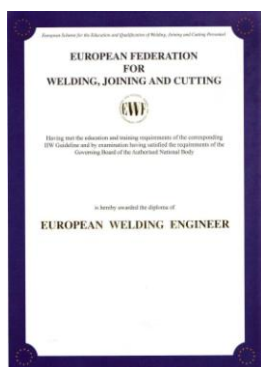 European Scheme for the Education and Qualification of Welding, Joining and Cutting Personnel
EUROPEAN FEDERATION
FOR
WELDING, JOINING AND CUTTING
EWF
Having met the education and training requirements of the corresponding
IIW Guideline and by examination having satisfied the requirements of the
Governing Board of the Authorised National Body
is hereby awarded the diploma of
EUROPEAN WELDING ENGINEER